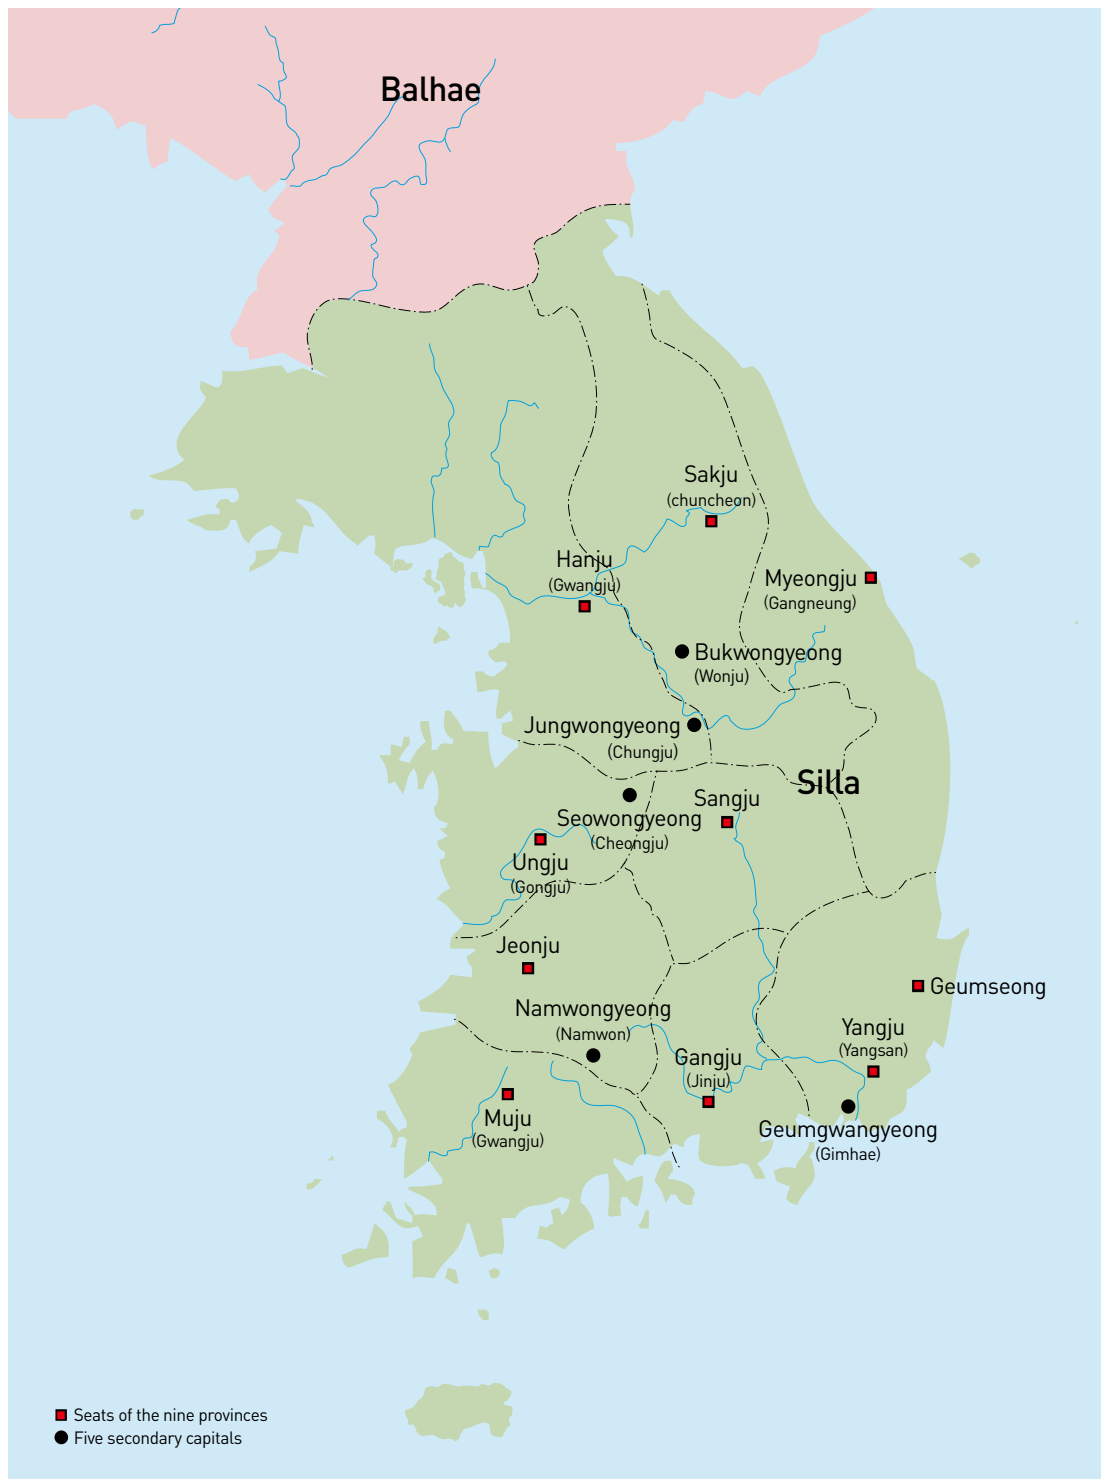 Balhae
Sakju
(chuncheon)
Hanju
(Gwangju)
Myeongju
(Gangneung)
Bukwongyeong
(Wonju)
Jungwongyeong
(Chungju)
Silla
Sangju
Seowongyeong
(Cheongju)
Ungju
(Gongju)
Jeonju
Geumseong
Namwongyeong
(Namwon)
Yangju
(Yangsan)
Gangju
(Jinju)
Muju
(Gwangju)
Geumgwangyeong
(Gimhae)
Seats of the nine provinces
Five secondary capitals